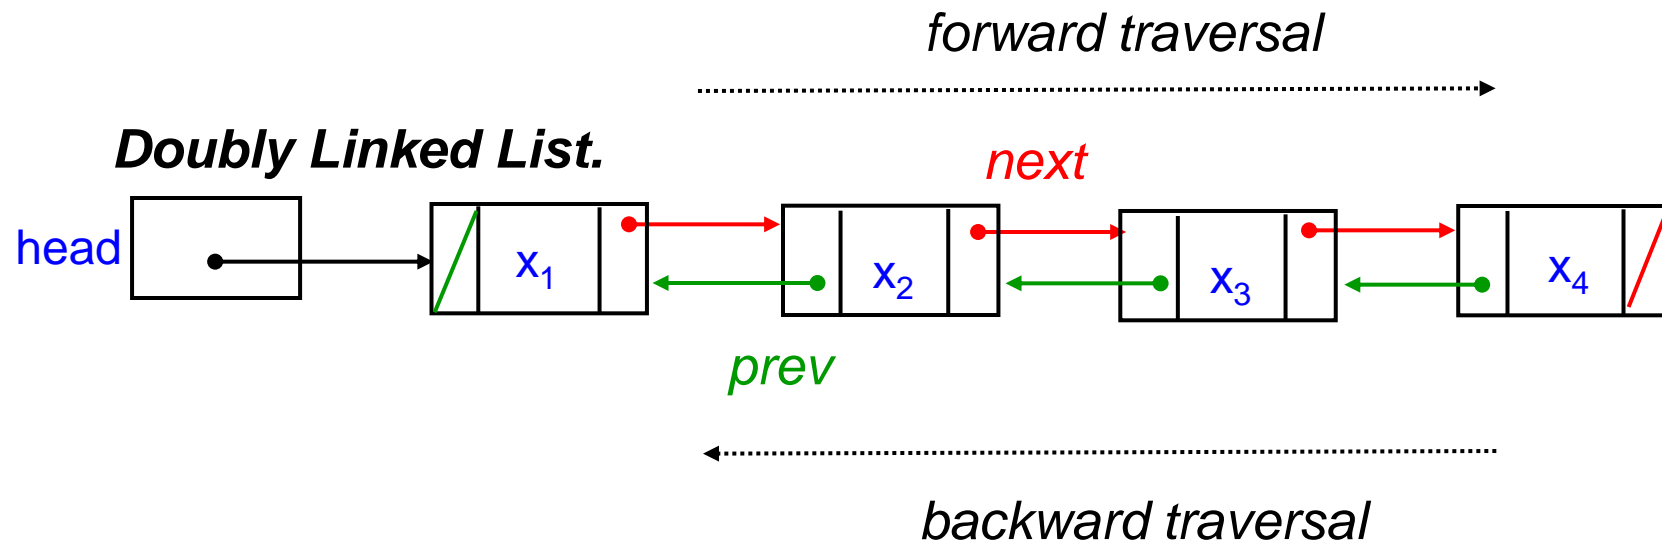 forward traversal
Doubly Linked List.
next
head
x₁
x₂
x₃
x₄
prev
backward traversal